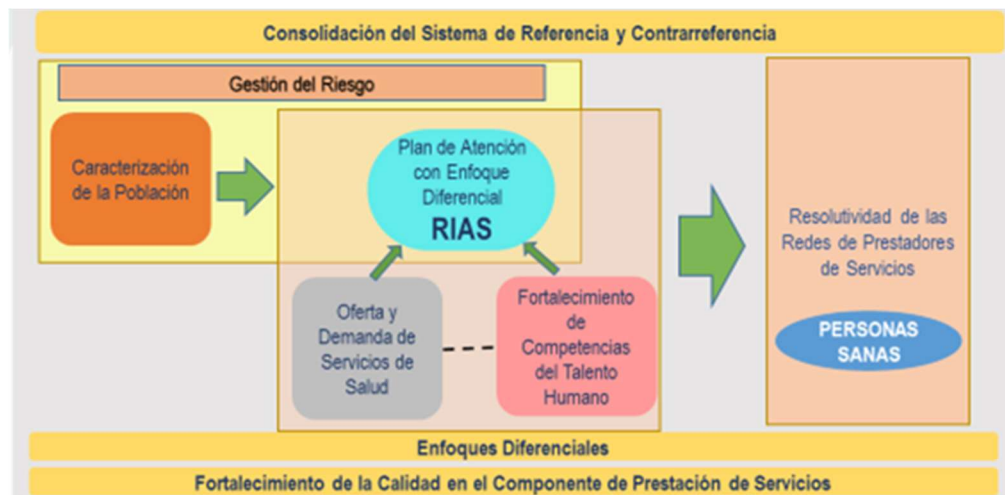 Consolidación del Sistema de Referencia y Contrarreferencia
Gestión del Riesgo
Caracterización
de la Población
Plan de Atención
con Enfoque
Diferencial
RIAS
Oferta y
Demanda de
Servicios de
Salud
Fortalecimiento
de
Competencias
del Talento
Humano
Resolutividad de las
Redes de Prestadores
de Servicios
PERSONAS
SANAS
Enfoques Diferenciales
Fortalecimiento de la Calidad en el Componente de Prestación de Servicios